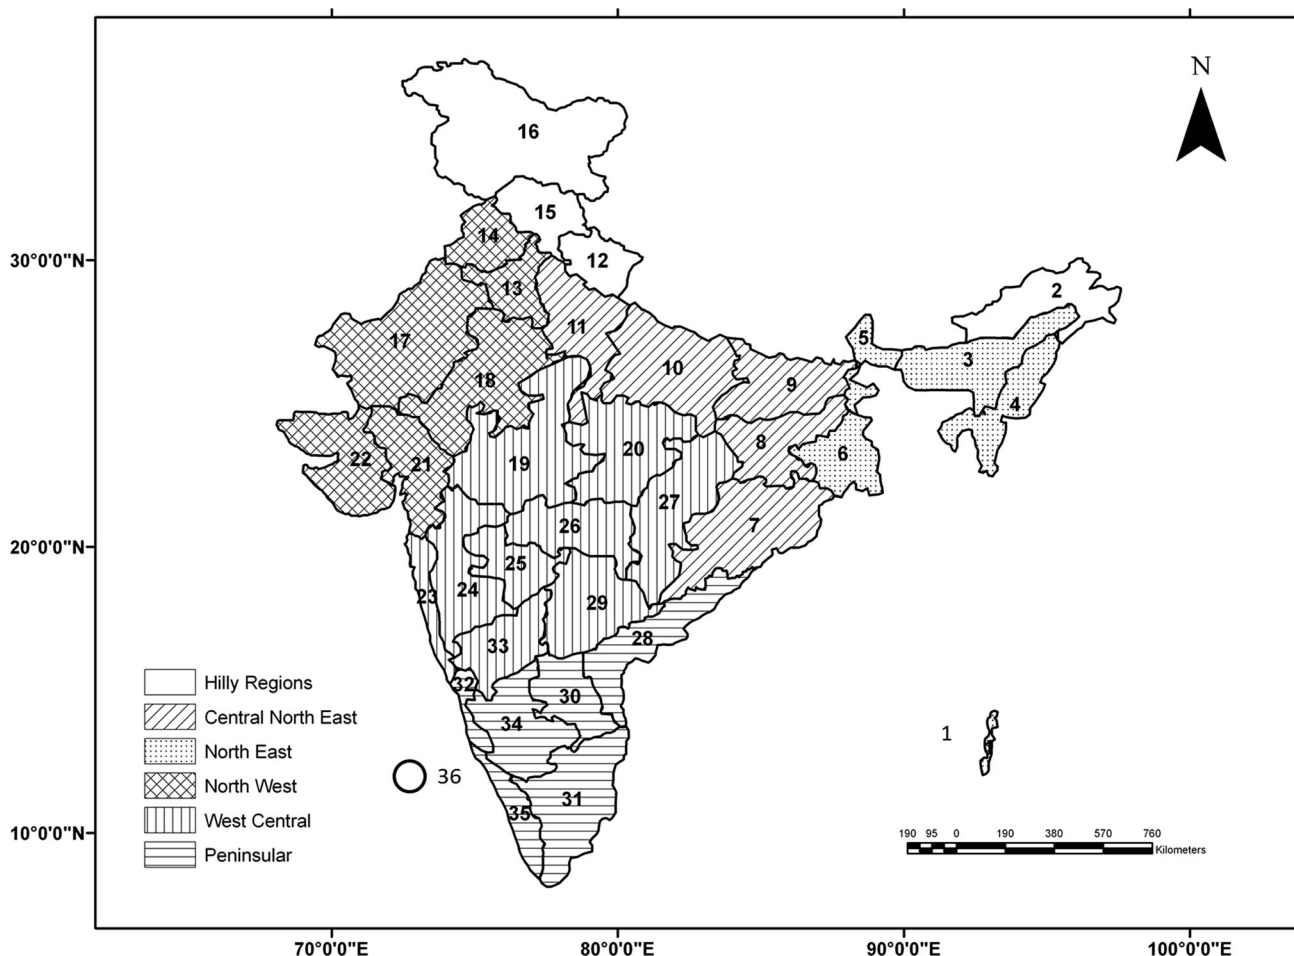 N
16
15
14
12
30°0'0"N
13
2
17
11
5
3
10
18
9
4
8
20
22
21
19
6
27
7
26
20°0'0"N
25
24
23
29
28
33
Hilly Regions
32
30
Central North East
34
North East
1
36
North West
31
35
West Central
10°0'0"N
190 95 0 190 380 570 760
Kilometers
Peninsular
70°0'0"E 80°0'0"E 90°0'0"E 100°0'0"E